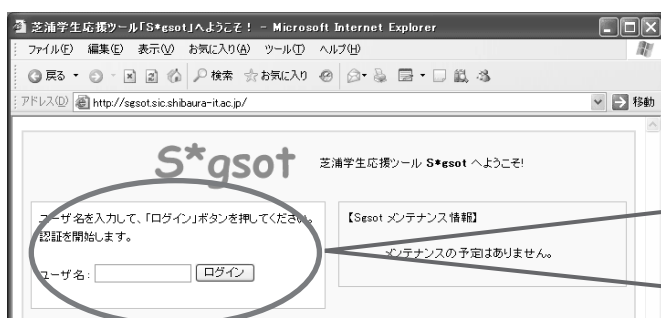 芝浦学生応援ツール「S*gsot」へようこそ! - Microsoft Internet Explorer
ファイル(F) 編集(E) 表示(V) お気に入り(A) ツール(T) ヘルプ(H)
戻る 検索 お気に入り
アドレス(D) http://sgsot.sic.shibaura-it.ac.jp/ 移動
S*gsot 芝浦学生応援ツール S*gsot へようこそ!
ユーザ名を入力して、「ログイン」ボタンを押してください。
認証を開始します。
ユーザ名: ログイン
【Sgsot メンテナンス情報】
メンテナンスの予定はありません。